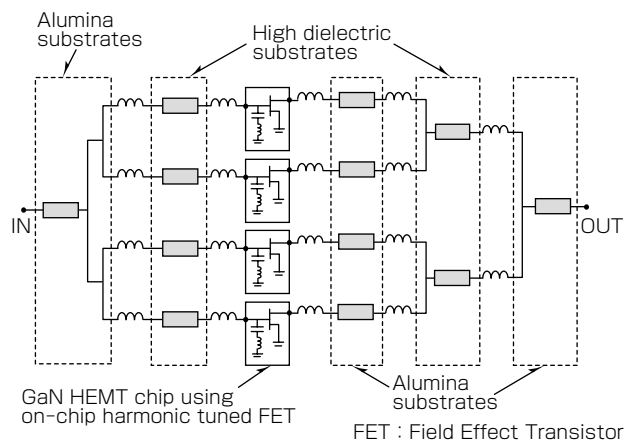 Alumina
substrates
High dielectric
substrates
IN
OUT
GaN HEMT chip using
on-chip harmonic tuned FET
Alumina
substrates
FET : Field Effect Transistor